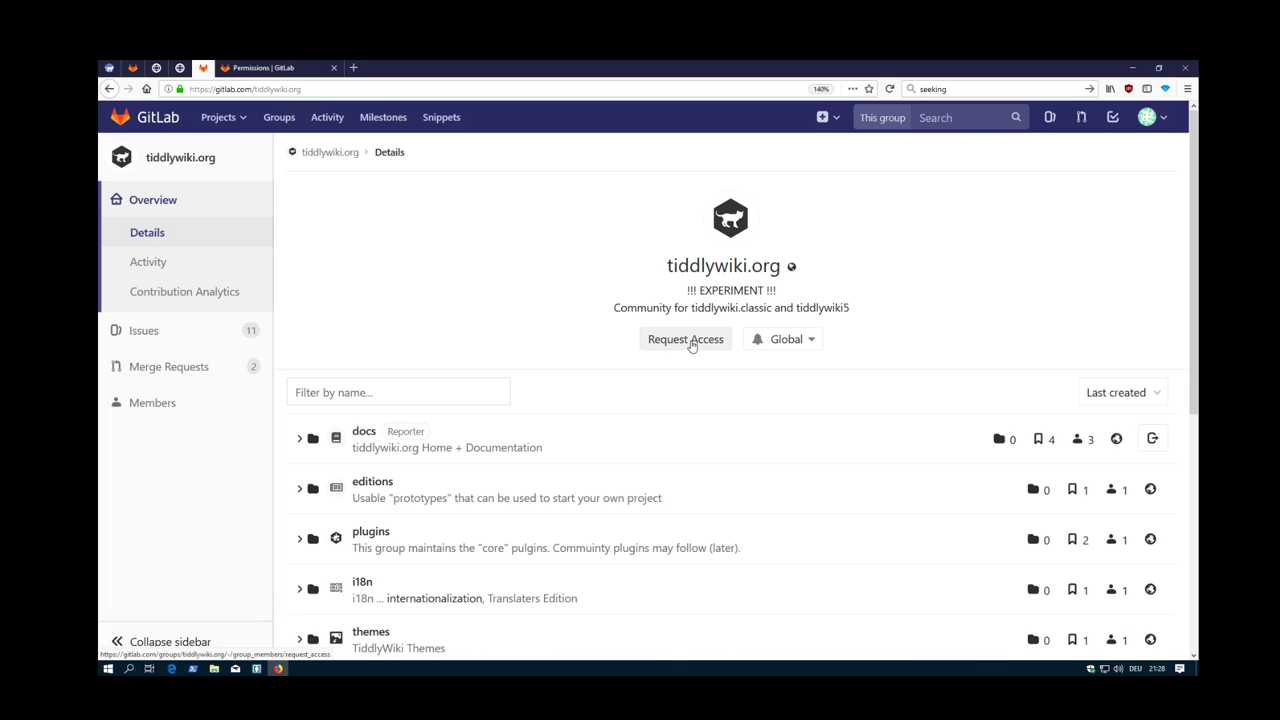 Permissions | GitLab
https://gitlab.com/tiddlywiki.org
140%
seeking
GitLab
Projects
Groups
Activity
Milestones
Snippets
This group
Search
tiddlywiki.org
tiddlywiki.org > Details
Overview
Details
Activity
Contribution Analytics
Issues 11
Merge Requests 2
Members
tiddlywiki.org
!!! EXPERIMENT !!!
Community for tiddlywiki.classic and tiddlywiki5
Request Access
Global
Filter by name...
Last created
docs Reporter
tiddlywiki.org Home + Documentation
0 4 3
editions
Usable "prototypes" that can be used to start your own project
0 1 1
plugins
This group maintains the "core" pulgins. Commuinty plugins may follow (later).
0 2 1
i18n
i18n ... internationalization, Translaters Edition
0 1 1
themes
TiddlyWiki Themes
0 1 1
Collapse sidebar
https://gitlab.com/groups/tiddlywiki.org/-/group_members/request_access
DEU 21:28